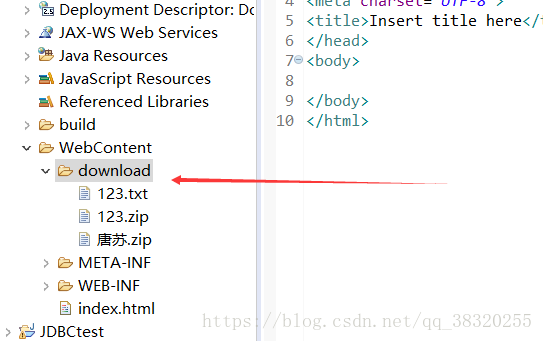 Deployment Descriptor: Do
JAX-WS Web Services
Java Resources
JavaScript Resources
Referenced Libraries
build
WebContent
download
123.txt
123.zip
唐苏.zip
META-INF
WEB-INF
index.html
JDBCtest
4 <meta charset="UTF-8">
5 <title>Insert title here</t
6 </head>
7 <body>
8
9 </body>
10 </html>
https://blog.csdn.net/qq_38320255